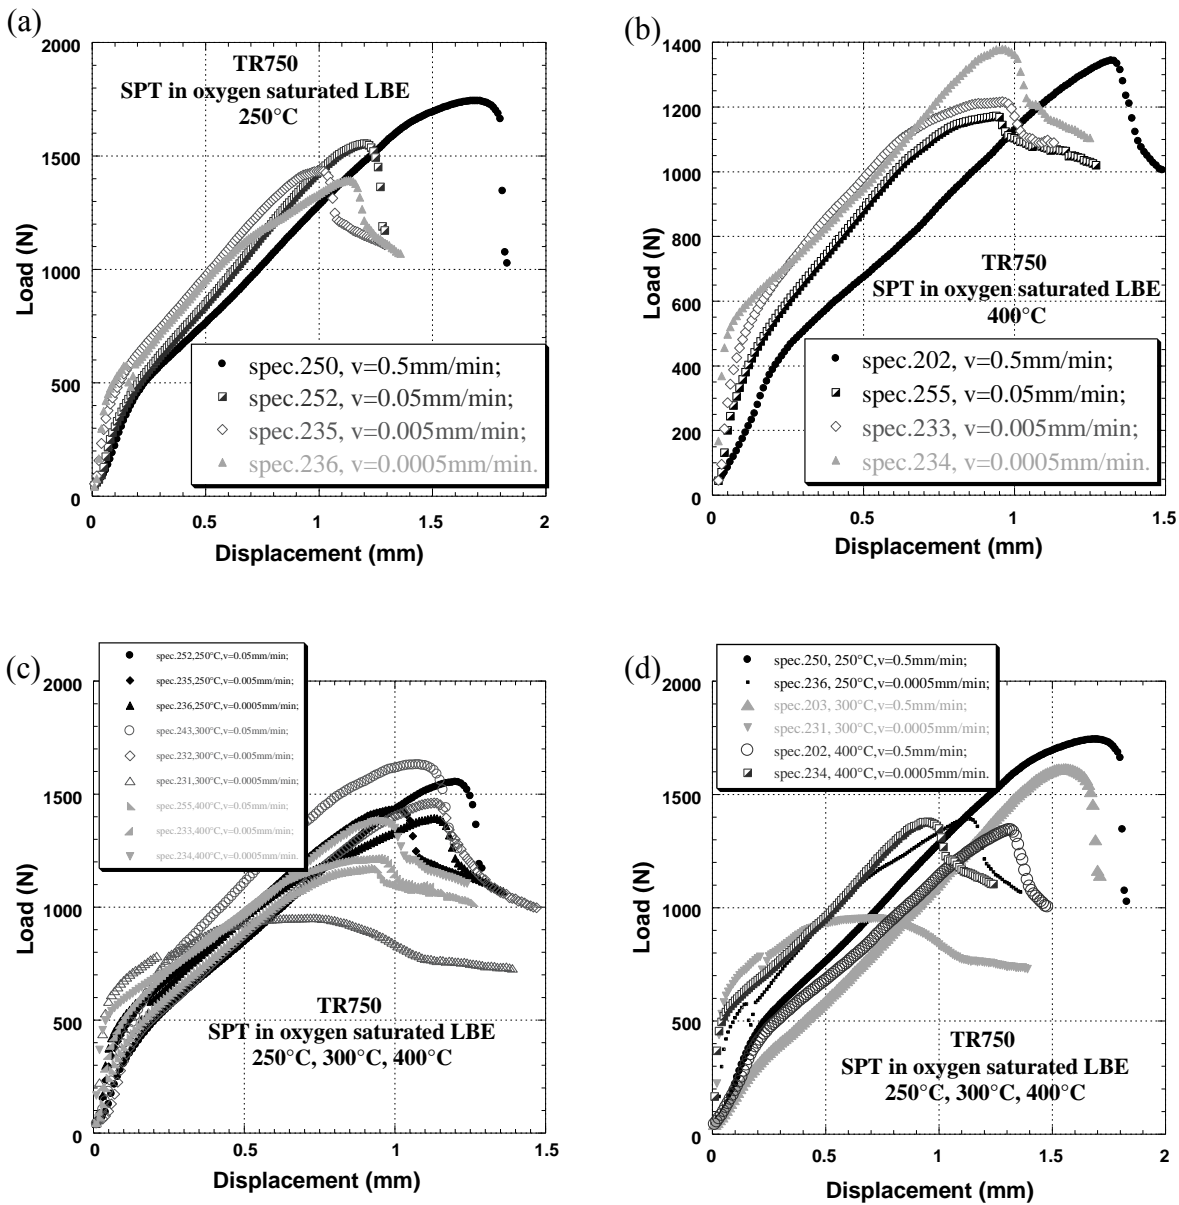 (a)
2000
1500
1000
500
0
Load (N)
TR750
SPT in oxygen saturated LBE
250°C
spec.250, v=0.5mm/min;
spec.252, v=0.05mm/min;
spec.235, v=0.005mm/min;
spec.236, v=0.0005mm/min.
0
0.5
1
1.5
2
Displacement (mm)
(b)
1400
1200
1000
800
600
400
200
0
Load (N)
TR750
SPT in oxygen saturated LBE
400°C
spec.202, v=0.5mm/min;
spec.255, v=0.05mm/min;
spec.233, v=0.005mm/min;
spec.234, v=0.0005mm/min.
0
0.5
1
1.5
Displacement (mm)
(c)
spec.252,250°C,v=0.05mm/min;
spec.235,250°C,v=0.005mm/min;
spec.236,250°C,v=0.0005mm/min;
spec.243,300°C,v=0.05mm/min;
spec.232,300°C,v=0.005mm/min;
spec.231,300°C,v=0.0005mm/min;
spec.255,400°C,v=0.05mm/min;
spec.233,400°C,v=0.005mm/min;
spec.234,400°C,v=0.0005mm/min.
2000
1500
1000
500
0
Load (N)
TR750
SPT in oxygen saturated LBE
250°C, 300°C, 400°C
0
0.5
1
1.5
Displacement (mm)
(d)
spec.250, 250°C,v=0.5mm/min;
spec.236, 250°C,v=0.0005mm/min;
spec.203, 300°C,v=0.5mm/min;
spec.231, 300°C,v=0.0005mm/min;
spec.202, 400°C,v=0.5mm/min;
spec.234, 400°C,v=0.0005mm/min.
2000
1500
1000
500
0
Load (N)
TR750
SPT in oxygen saturated LBE
250°C, 300°C, 400°C
0
0.5
1
1.5
2
Displacement (mm)